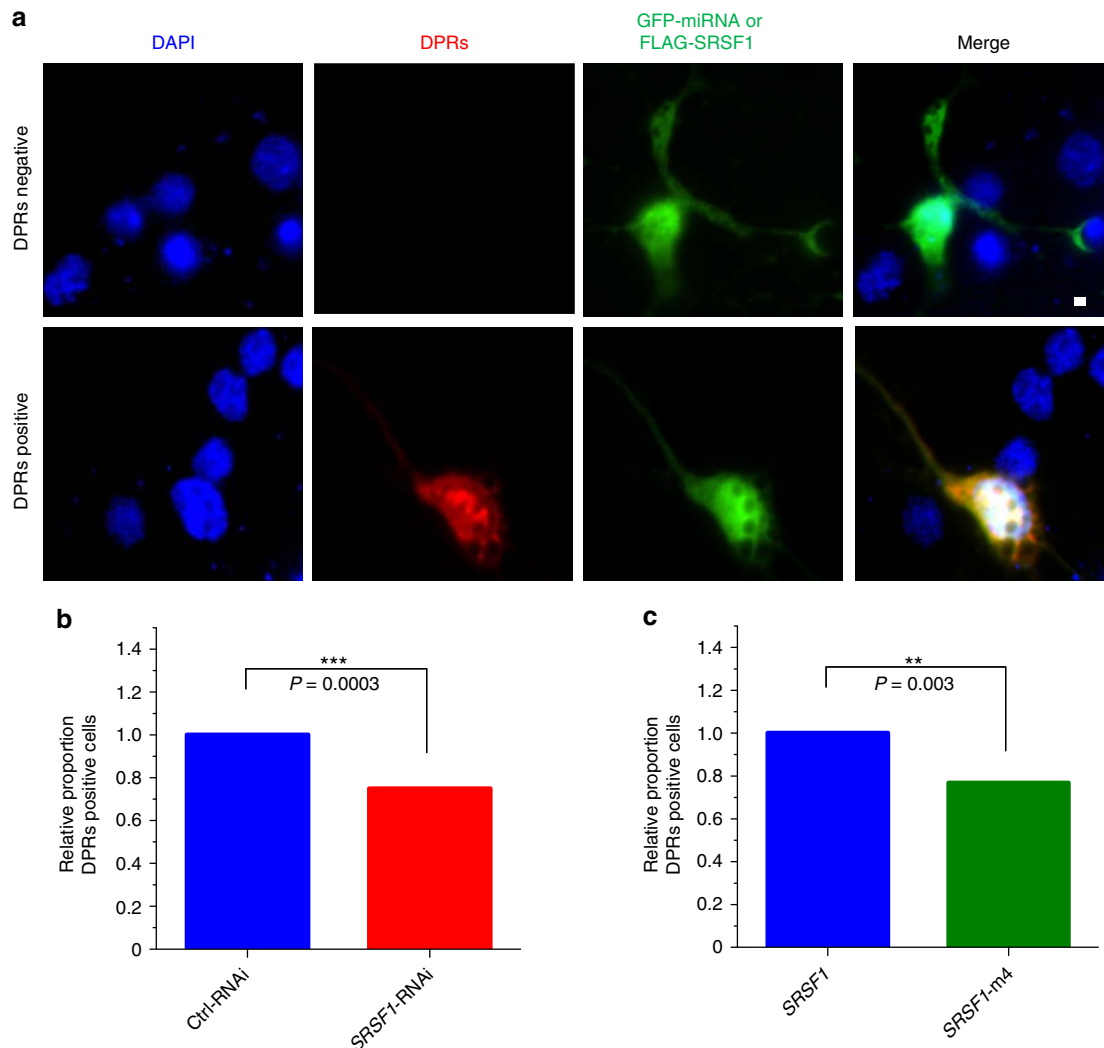 a
DAPI
DPRs
GFP-miRNA or
FLAG-SRSF1
Merge
DPRs negative
DPRs positive
b
Relative proportion
DPRs positive cells
1.4
1.2
1.0
0.8
0.6
0.4
0.2
0
***
P = 0.0003
Ctrl-RNAi
SRSF1-RNAi
c
Relative proportion
DPRs positive cells
1.4
1.2
1.0
0.8
0.6
0.4
0.2
0
**
P = 0.003
SRSF1
SRSF1-m4